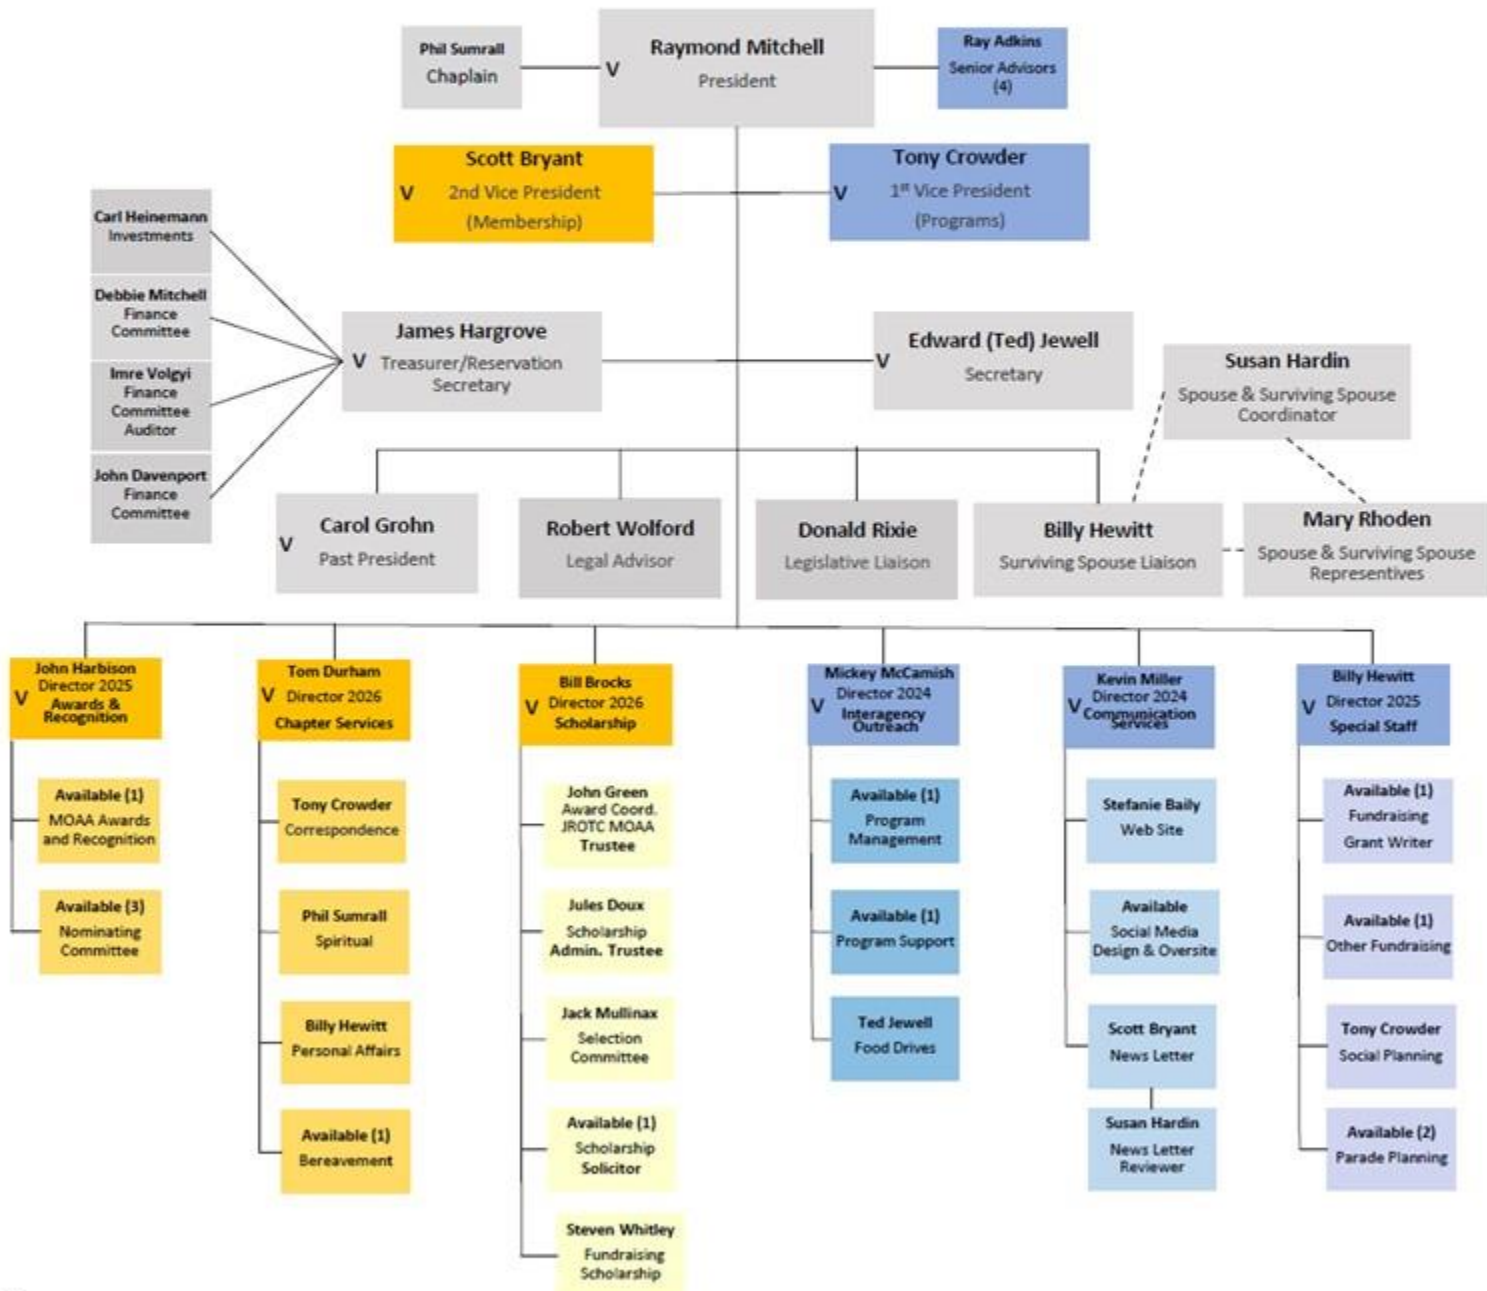 Phil Sumrall
Chaplain
V
Raymond Mitchell
President
Ray Adkins
Senior Advisors
(4)
V
Scott Bryant
2nd Vice President
(Membership)
V
Tony Crowder
1st Vice President
(Programs)
Carl Heinemann
Investments
Debbie Mitchell
Finance
Committee
Imre Volgyi
Finance
Committee
Auditor
John Davenport
Finance
Committee
V
James Hargrove
Treasurer/Reservation
Secretary
V
Edward (Ted) Jewell
Secretary
Susan Hardin
Spouse & Surviving Spouse
Coordinator
V
Carol Grohn
Past President
Robert Wolford
Legal Advisor
Donald Rixie
Legislative Liaison
Billy Hewitt
Surviving Spouse Liaison
Mary Rhoden
Spouse & Surviving Spouse
Representives
V
John Harbison
Director 2025
Awards &
Recognition
Available (1)
MOAA Awards
and Recognition
Available (3)
Nominating
Committee
V
Tom Durham
Director 2026
Chapter Services
Tony Crowder
Correspondence
Phil Sumrall
Spiritual
Billy Hewitt
Personal Affairs
Available (1)
Bereavement
V
Bill Brocks
Director 2026
Scholarship
John Green
Award Coord.
JROTC MOAA
Trustee
Jules Doux
Scholarship
Admin. Trustee
Jack Mullinax
Selection
Committee
Available (1)
Scholarship
Solicitor
Steven Whitley
Fundraising
Scholarship
V
Mickey McCamish
Director 2024
Interagency
Outreach
Available (1)
Program
Management
Available (1)
Program Support
Ted Jewell
Food Drives
V
Kevin Miller
Director 2024
Communication
Services
Stefanie Baily
Web Site
Available
Social Media
Design & Oversite
Scott Bryant
News Letter
Susan Hardin
News Letter
Reviewer
V
Billy Hewitt
Director 2025
Special Staff
Available (1)
Fundraising
Grant Writer
Available (1)
Other Fundraising
Tony Crowder
Social Planning
Available (2)
Parade Planning